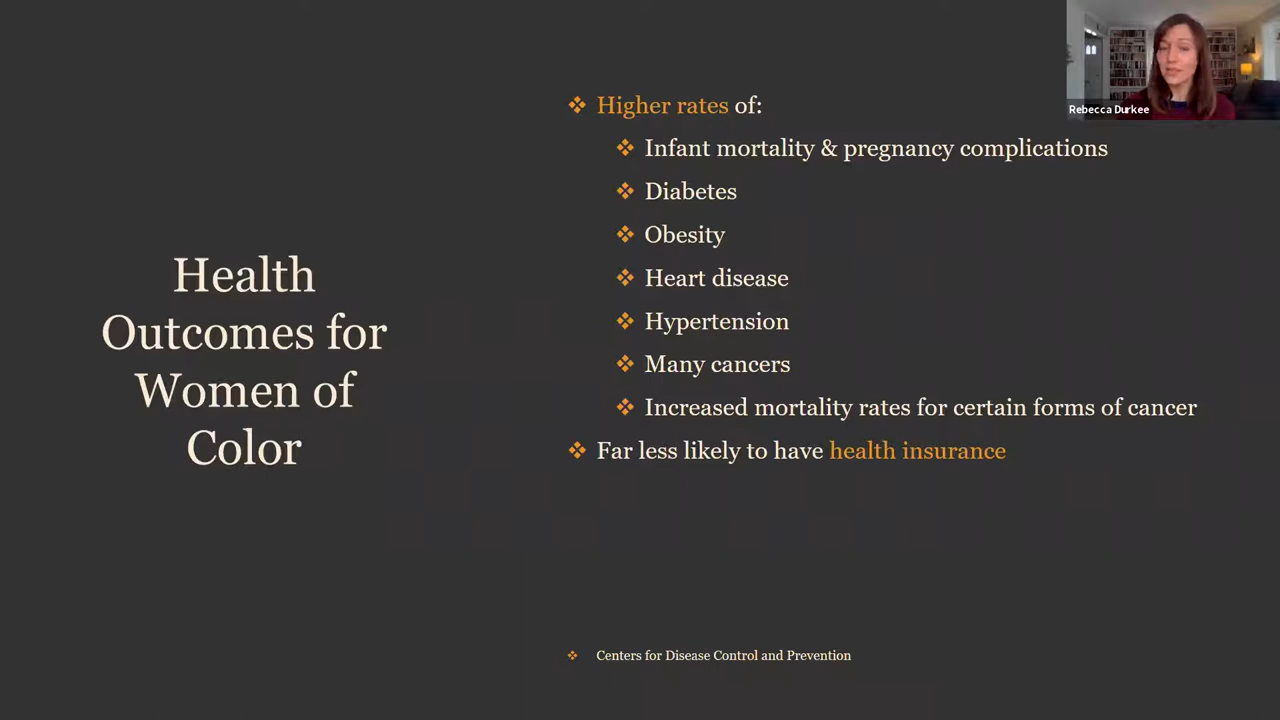 Health
Outcomes for
Women of
Color
Higher rates of:
Infant mortality & pregnancy complications
Diabetes
Obesity
Heart disease
Hypertension
Many cancers
Increased mortality rates for certain forms of cancer
Far less likely to have health insurance
Centers for Disease Control and Prevention
Rebecca Durkee